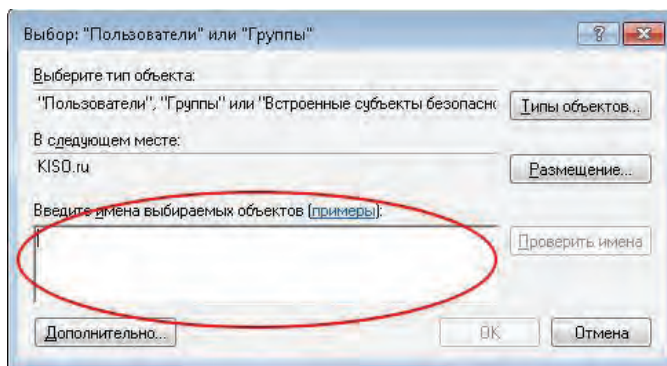 Выбор: "Пользователи" или "Группы"
Выберите тип объекта:
"Пользователи", "Группы" или "Встроенные субъекты безопасно
Типы объектов...
В следующем месте:
KISO.ru
Размещение...
Введите имена выбираемых объектов (примеры):
Проверить имена
Дополнительно...
OK
Отмена